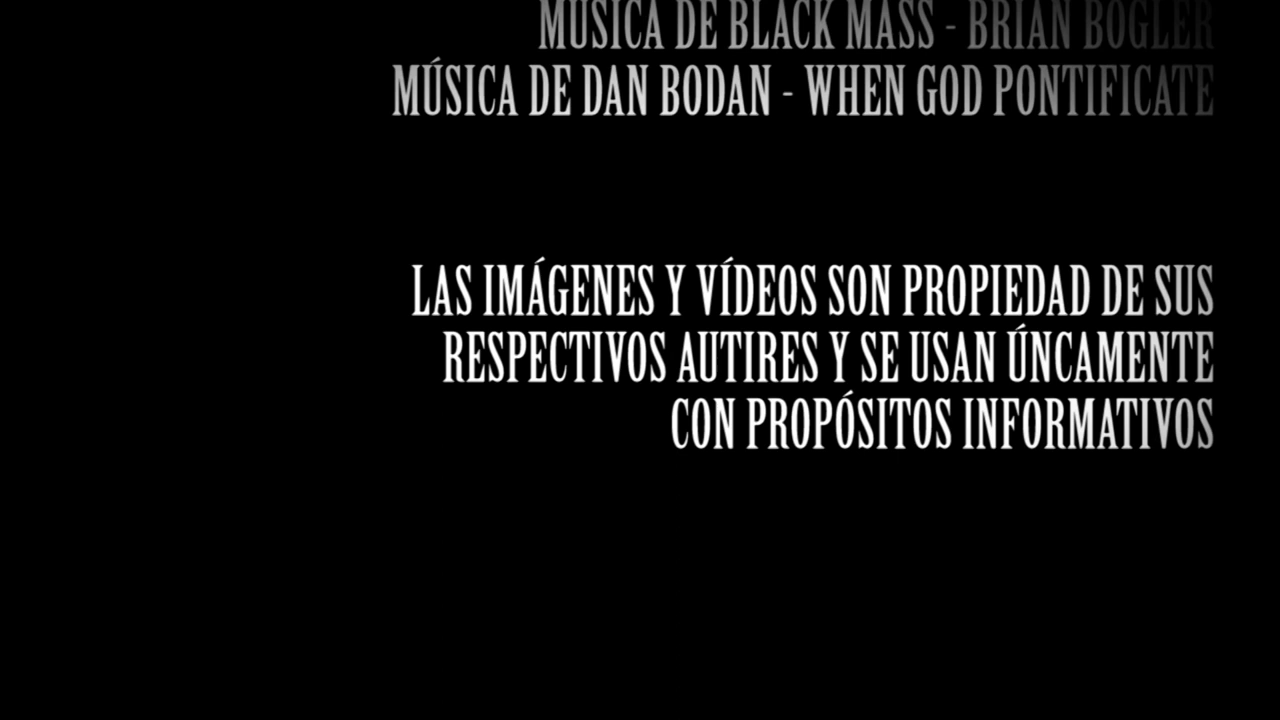 MÚSICA DE BLACK MASS - BRIAN BOGLER
MÚSICA DE DAN BODAN - WHEN GOD PONTIFICATE
LAS IMÁGENES Y VÍDEOS SON PROPIEDAD DE SUS
RESPECTIVOS AUTIRES Y SE USAN ÚNCAMENTE
CON PROPÓSITOS INFORMATIVOS